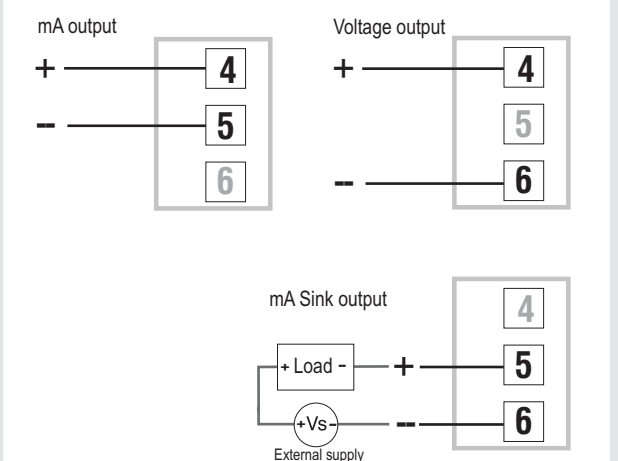 mA output
+ 4
-- 5
6
Voltage output
+ 4
5
-- 6
mA Sink output
4
+ Load - + 5
+Vs- -- 6
External supply